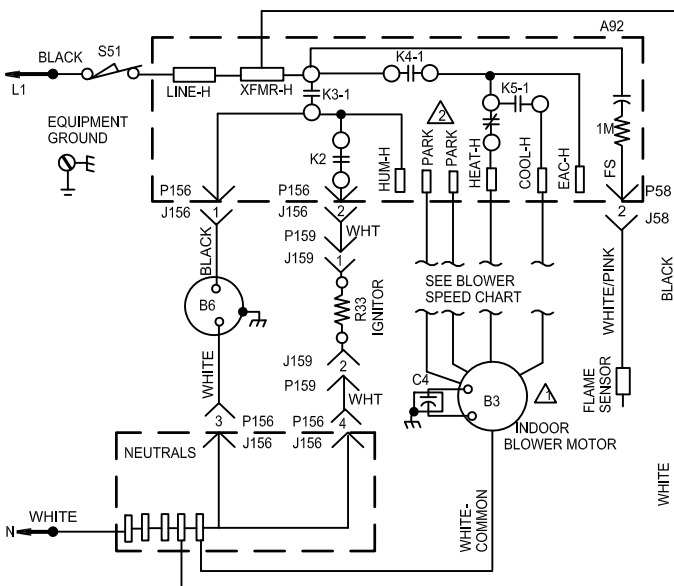 A92
S51
BLACK
K4-1
L1
LINE-H
XFMR-H
K3-1
K5-1
EQUIPMENT
GROUND
1M
2
PARK
PARK
HEAT-H
COOL-H
EAC-H
HUM-H
K2
FS
P156
P156
P58
J156
1
J156
2
2
J58
P159
WHT
J159
1
BLACK
SEE BLOWER
SPEED CHART
WHITE/PINK
BLACK
B6
R33
IGNITOR
WHITE
J159
2
P159
WHT
C4
B3
1
FLAME
SENSOR
3
P156
P156
4
J156
J156
INDOOR
BLOWER MOTOR
NEUTRALS
WHITE-
COMMON
WHITE
N
WHITE